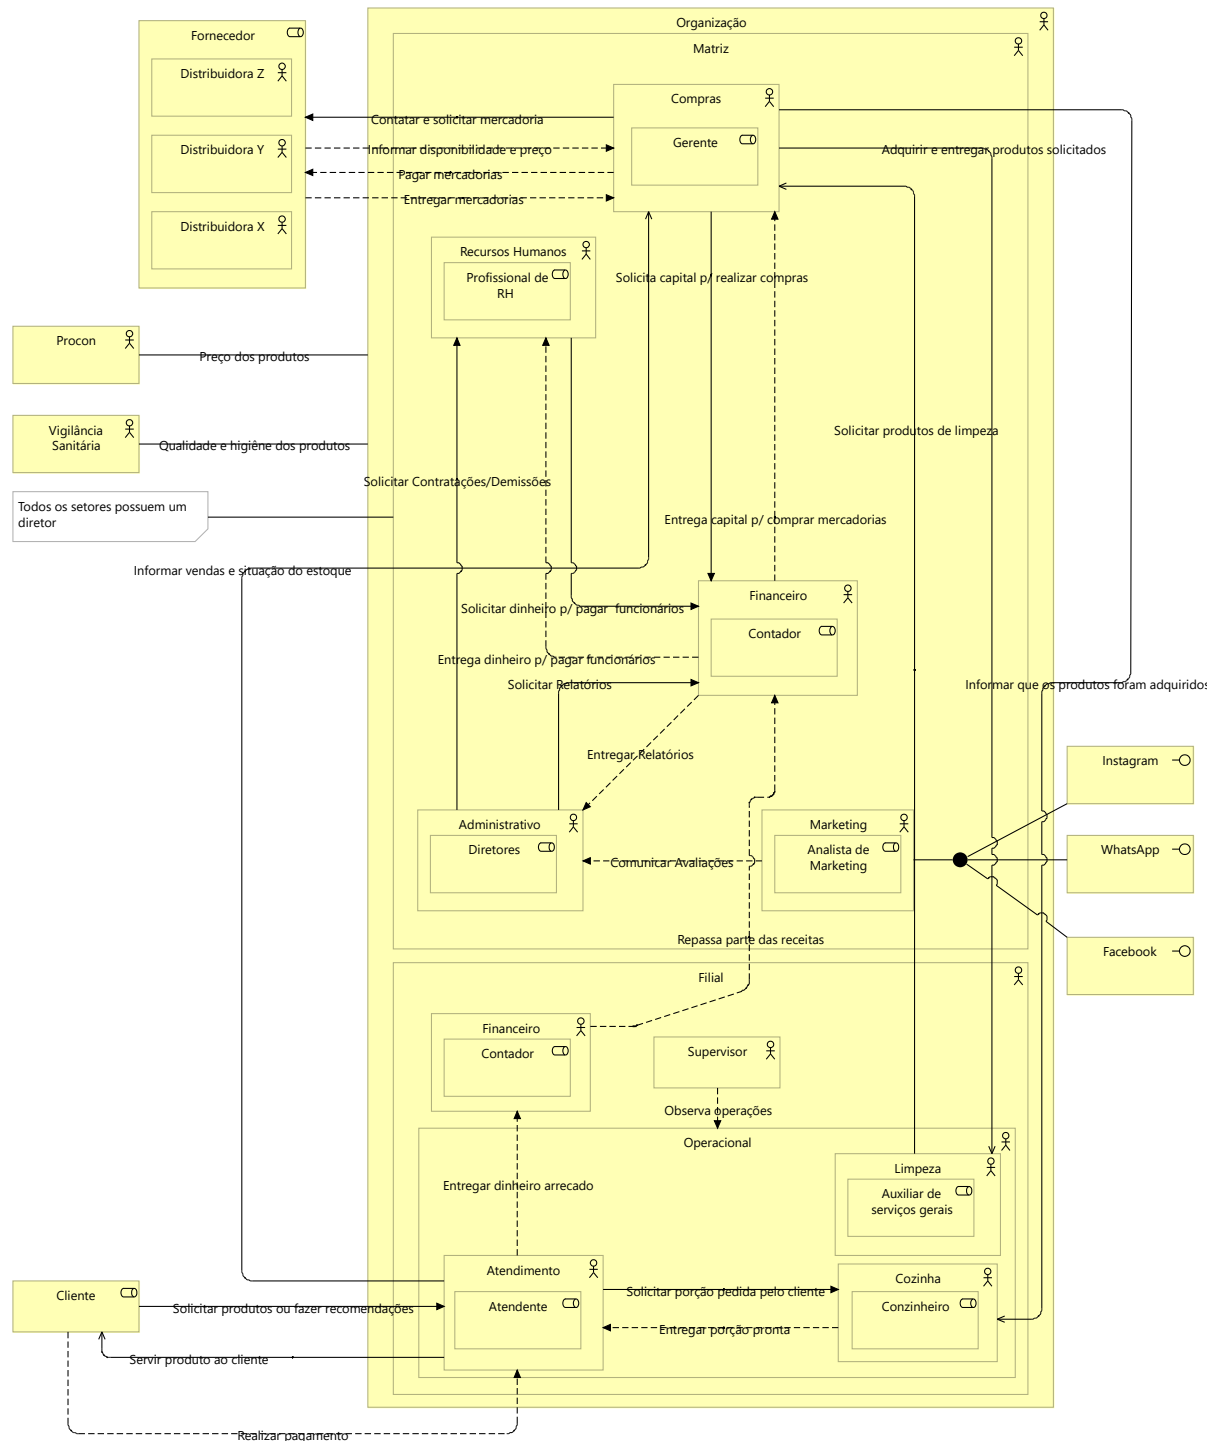 Organização
Fornecedor
Matriz
Distribuidora Z
Compras
Contatar e solicitar mercadoria
Gerente
Distribuidora Y
Informar disponibilidade e preço
Adquirir e entregar produtos solicitados
Pagar mercadorias
Entregar mercadorias
Distribuidora X
Recursos Humanos
Profissional de
RH
Solicita capital p/ realizar compras
Procon
Preço dos produtos
Vigilância
Sanitária
Qualidade e higiêne dos produtos
Solicitar produtos de limpeza
Solicitar Contratações/Demissões
Todos os setores possuem um
diretor
Entrega capital p/ comprar mercadorias
Informar vendas e situação do estoque
Financeiro
Solicitar dinheiro p/ pagar  funcionários
Contador
Entrega dinheiro p/ pagar funcionários
Solicitar Relatórios
Informar que os produtos foram adquiridos
Entregar Relatórios
Instagram
Administrativo
Diretores
Marketing
Analista de
Marketing
Comunicar Avaliações
WhatsApp
Repassa parte das receitas
Facebook
Filial
Financeiro
Contador
Supervisor
Observa operações
Operacional
Limpeza
Auxiliar de
serviços gerais
Entregar dinheiro arrecado
Atendimento
Atendente
Cozinha
Conzinheiro
Solicitar porção pedida pelo cliente
Entregar porção pronta
Cliente
Solicitar produtos ou fazer recomendações
Servir produto ao cliente
Realizar pagamento